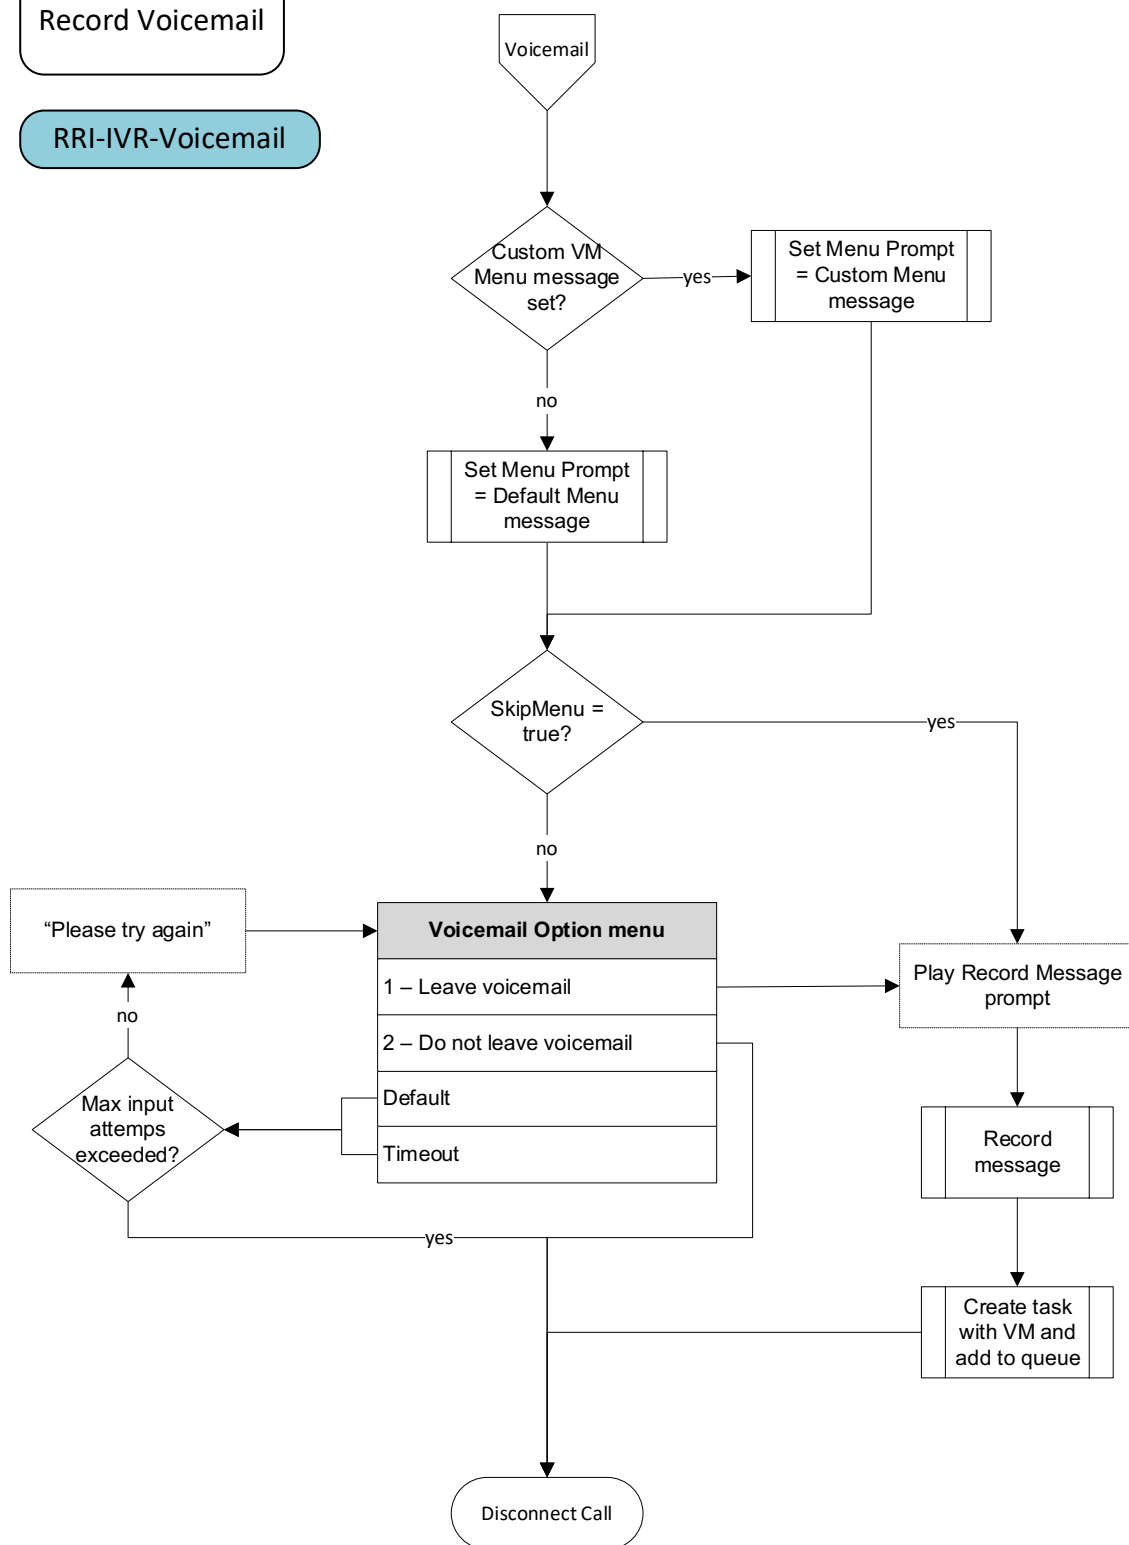 Record Voicemail
Voicemail
RRI-IVR-Voicemail
Custom VM
Menu message
set?
yes
Set Menu Prompt
= Custom Menu
message
no
Set Menu Prompt
= Default Menu
message
SkipMenu =
true?
yes
no
"Please try again"
Voicemail Option menu
1 – Leave voicemail
2 – Do not leave voicemail
Default
Timeout
Play Record Message
prompt
no
Max input
attemps
exceeded?
yes
Record
message
Create task
with VM and
add to queue
Disconnect Call